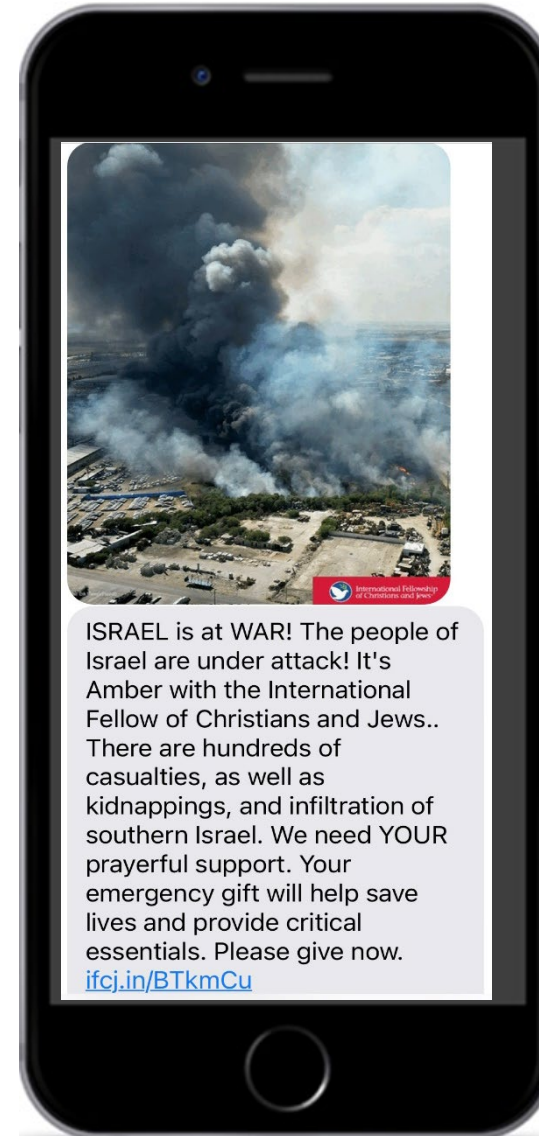 International Fellowship
of Christians and Jews
ISRAEL is at WAR! The people of
Israel are under attack! It's
Amber with the International
Fellow of Christians and Jews..
There are hundreds of
casualties, as well as
kidnappings, and infiltration of
southern Israel. We need YOUR
prayerful support. Your
emergency gift will help save
lives and provide critical
essentials. Please give now.
ifcj.in/BTkmCu